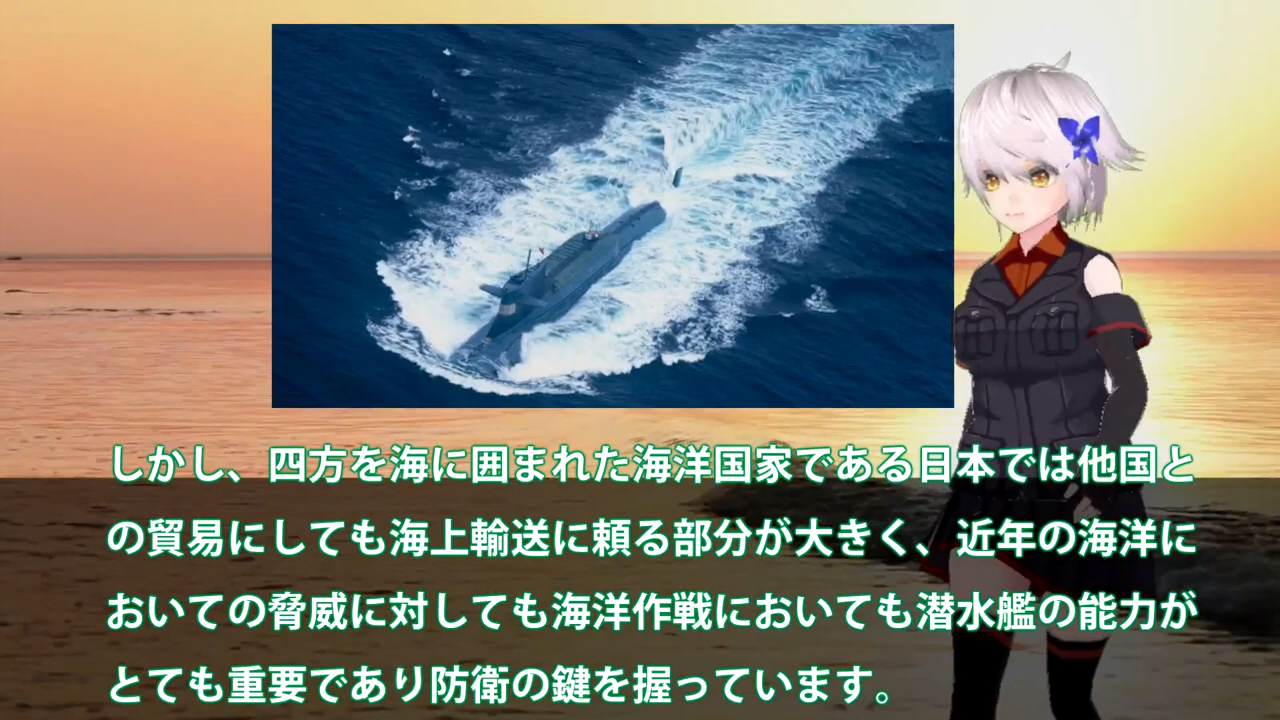 しかし、四方を海に囲まれた海洋国家である日本では他国と
の貿易にしても海上輸送に頼る部分が大きく、近年の海洋に
おいての脅威に対しても海洋作戦においても潜水艦の能力が
とても重要であり防衛の鍵を握っています。